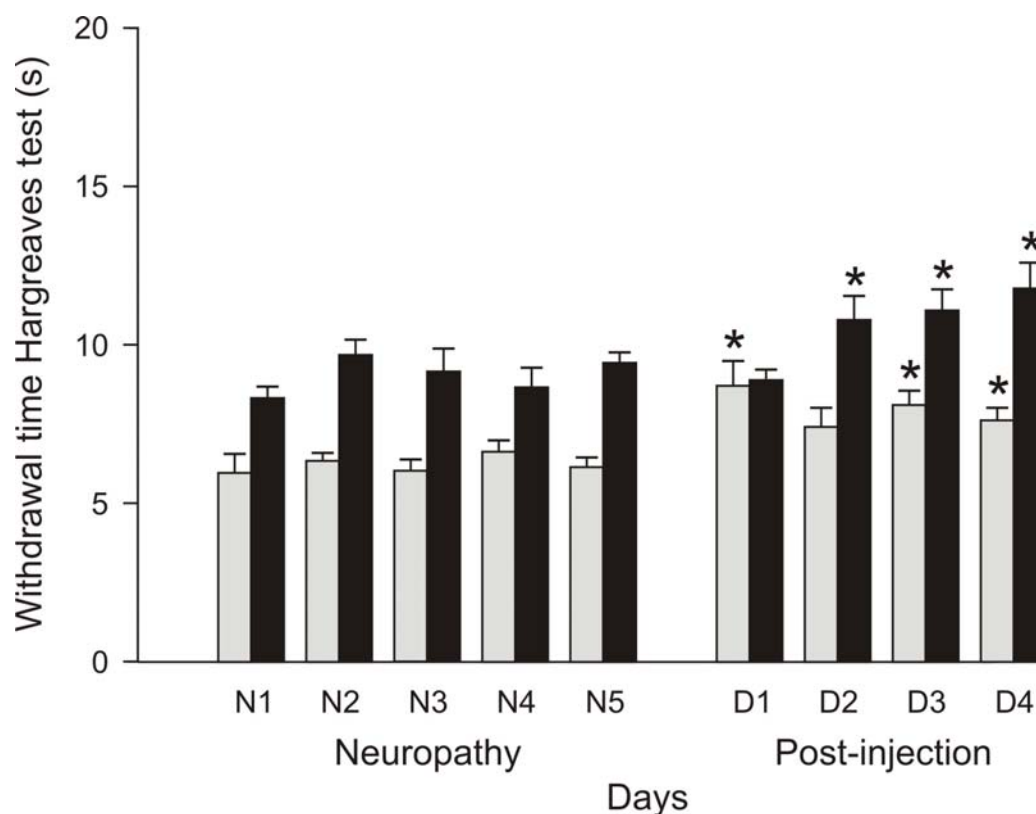 Withdrawal time Hargreaves test (s)
20
15
10
5
0
* * * * * *
N1 N2 N3 N4 N5 D1 D2 D3 D4
Neuropathy Post-injection
Days